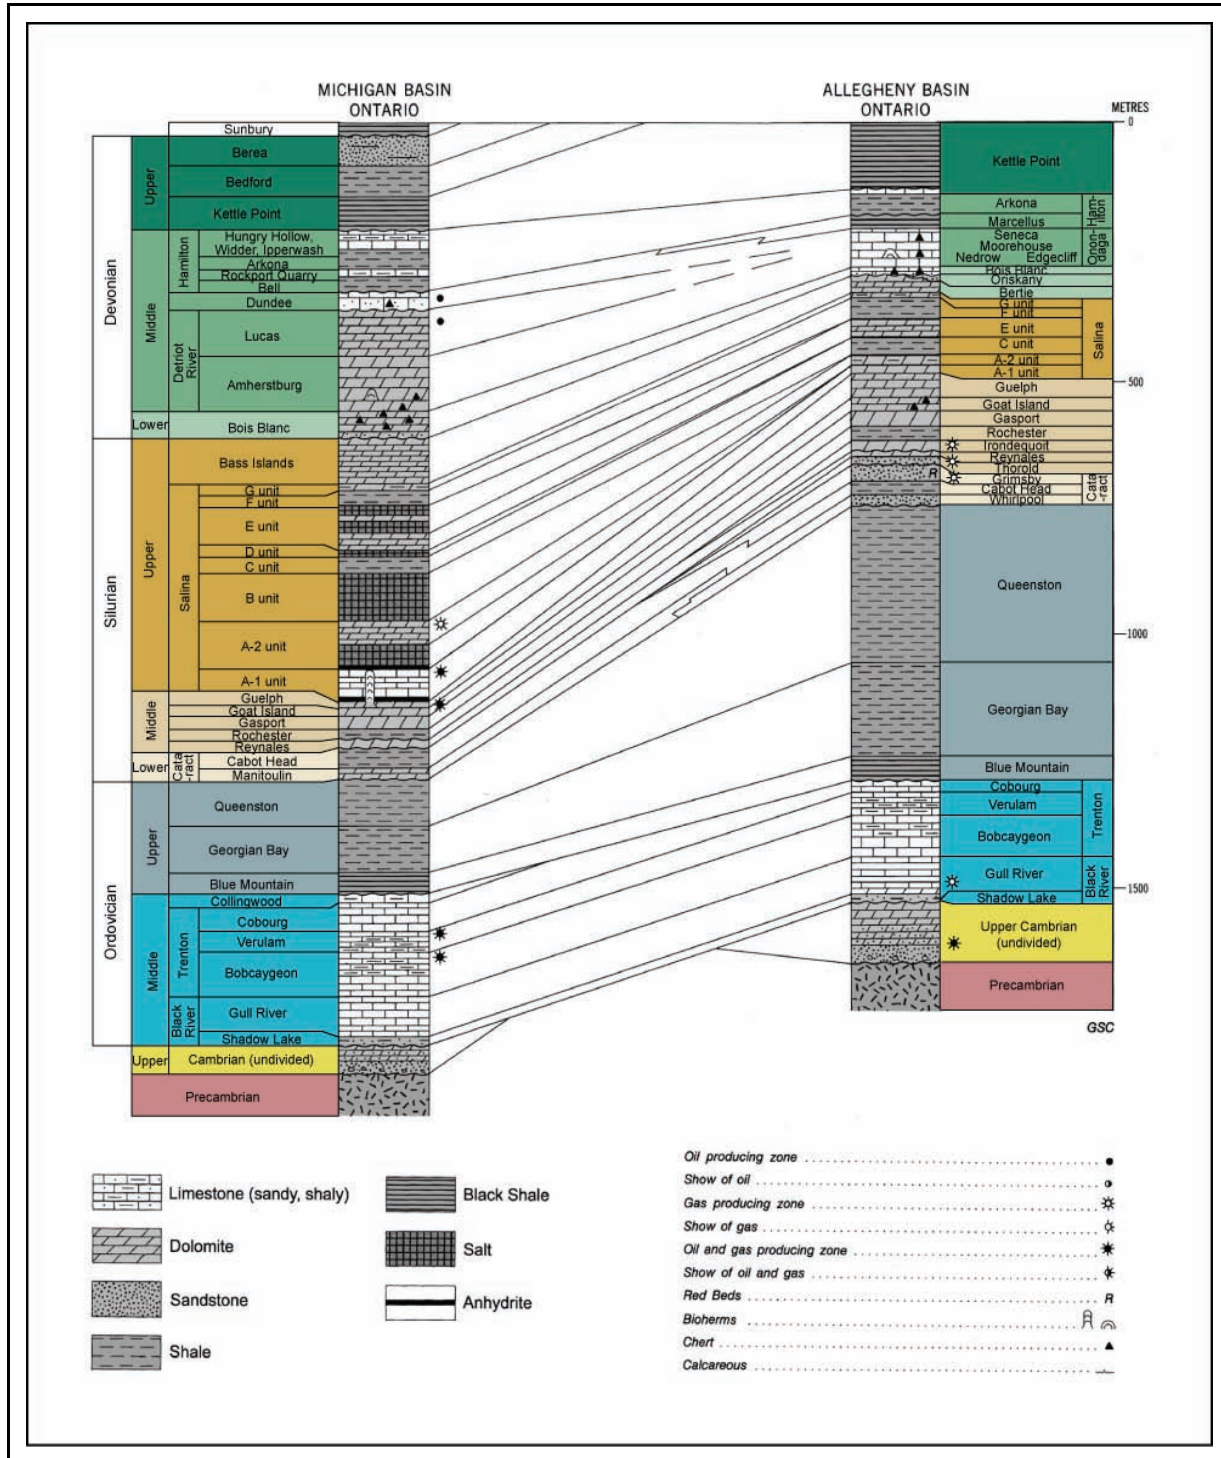 MICHIGAN BASIN
ONTARIO
ALLEGHENY BASIN
ONTARIO
METRES
0
500
1000
1500
Devonian
Silurian
Ordovician
Upper
Middle
Lower
Upper
Middle
Lower
Upper
Middle
Upper
Hamilton
Detriot
River
Salina
Cata
-ract
Trenton
Black
River
Sunbury
Berea
Bedford
Kettle Point
Hungry Hollow,
Widder, Ipperwash
Arkona
Rockport Quarry
Bell
Dundee
Lucas
Amherstburg
Bois Blanc
Bass Islands
G unit
F unit
E unit
D unit
C unit
B unit
A-2 unit
A-1 unit
Guelph
Goat Island
Gasport
Rochester
Reynales
Cabot Head
Manitoulin
Queenston
Georgian Bay
Blue Mountain
Collingwood
Cobourg
Verulam
Bobcaygeon
Gull River
Shadow Lake
Cambrian (undivided)
Precambrian
Kettle Point
Arkona
Marcellus
Seneca
Moorehouse
Nedrow Edgecliff
Bois Blanc
Oriskany
Bertie
G unit
F unit
E unit
C unit
A-2 unit
A-1 unit
Guelph
Goat Island
Gasport
Rochester
Irondequoit
Reynales
Thorold
R
Grimsby
Cabot Head
Whirlpool
Queenston
Georgian Bay
Blue Mountain
Cobourg
Verulam
Bobcaygeon
Gull River
Shadow Lake
Upper Cambrian
(undivided)
Precambrian
Ham-
ilton
Onon-
daga
Salina
Cata
-ract
Trenton
Black
River
GSC
Limestone (sandy, shaly)
Dolomite
Sandstone
Shale
Black Shale
Salt
Anhydrite
Oil producing zone
Show of oil
Gas producing zone
Show of gas
Oil and gas producing zone
Show of oil and gas
Red Beds R
Bioherms
Chert
Calcareous